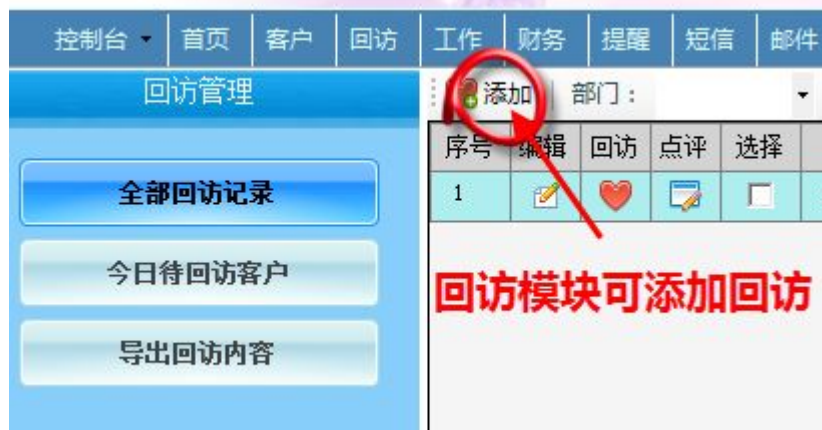 控制台 首页 客户 回访 工作 财务 提醒 短信 邮件
回访管理
添加 部门：
序号 编辑 回访 点评 选择
1
全部回访记录
今日待回访客户
导出回访内容
回访模块可添加回访